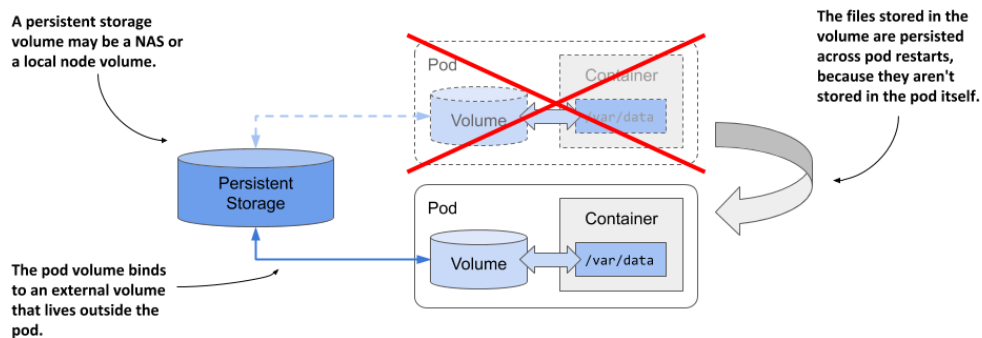 A persistent storage
volume may be a NAS or
a local node volume.
The files stored in the
volume are persisted
across pod restarts,
because they aren't
stored in the pod itself.
Pod
Container
Volume
/var/data
Persistent
Storage
Pod
Container
Volume
/var/data
The pod volume binds
to an external volume
that lives outside the
pod.